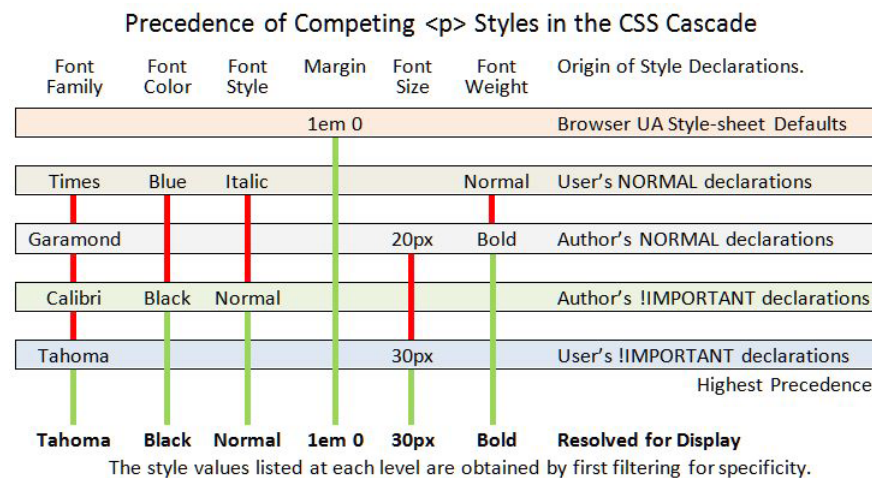 Precedence of Competing <p> Styles in the CSS Cascade
Font Family Font Color Font Style Margin Font Size Font Weight Origin of Style Declarations.
1em 0 Browser UA Style-sheet Defaults
Times Blue Italic Normal User's NORMAL declarations
Garamond 20px Bold Author's NORMAL declarations
Calibri Black Normal Author's !IMPORTANT declarations
Tahoma 30px User's !IMPORTANT declarations
Highest Precedence
Tahoma Black Normal 1em 0 30px Bold Resolved for Display
The style values listed at each level are obtained by first filtering for specificity.